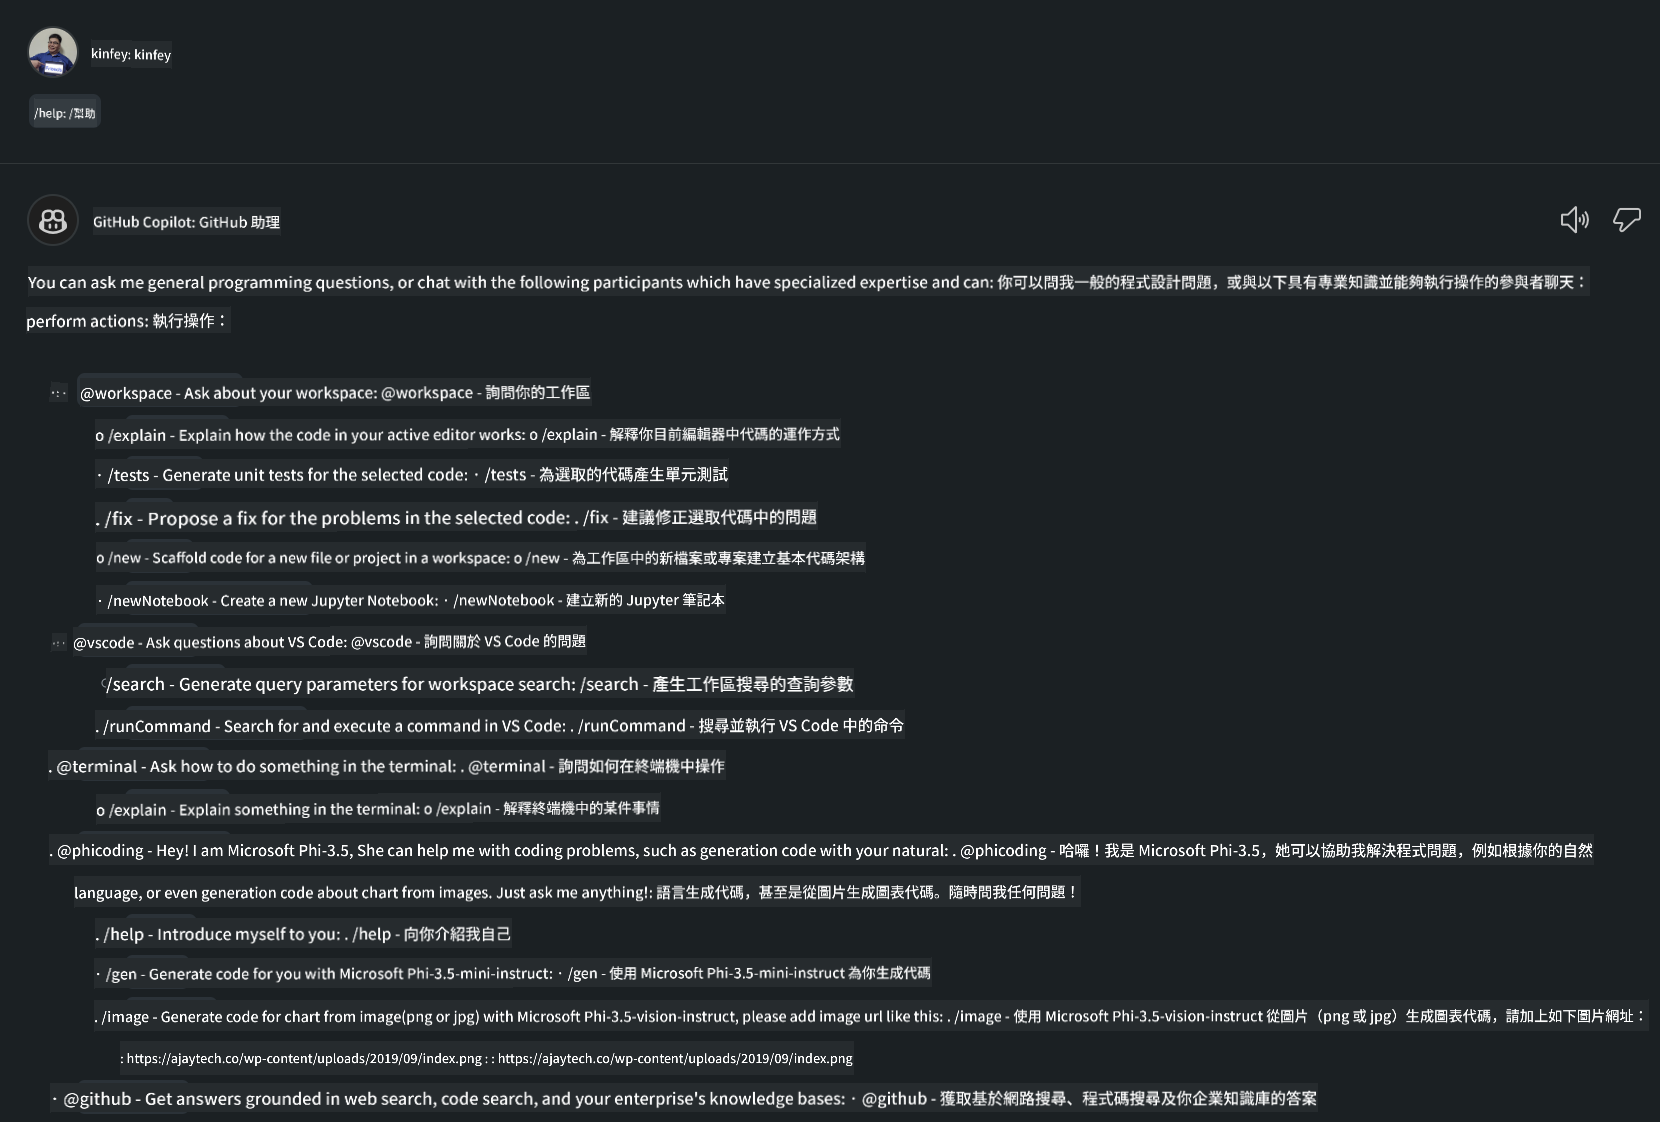 kinfey: kinfey
/help: /幫助
GitHub Copilot: GitHub 助理
You can ask me general programming questions, or chat with the following participants which have specialized expertise and can: 你可以問我一般的程式設計問題，或與以下具有專業知識並能夠執行操作的參與者聊天：
perform actions: 執行操作：
@workspace - Ask about your workspace: @workspace - 詢問你的工作區
o /explain - Explain how the code in your active editor works: o /explain - 解釋你目前編輯器中代碼的運作方式
· /tests - Generate unit tests for the selected code: · /tests - 為選取的代碼產生單元測試
. /fix - Propose a fix for the problems in the selected code: . /fix - 建議修正選取代碼中的問題
o /new - Scaffold code for a new file or project in a workspace: o /new - 為工作區中的新檔案或專案建立基本代碼架構
· /newNotebook - Create a new Jupyter Notebook: · /newNotebook - 建立新的 Jupyter 筆記本
@vscode - Ask questions about VS Code: @vscode - 詢問關於 VS Code 的問題
/search - Generate query parameters for workspace search: /search - 產生工作區搜尋的查詢參數
. /runCommand - Search for and execute a command in VS Code: . /runCommand - 搜尋並執行 VS Code 中的命令
. @terminal - Ask how to do something in the terminal: . @terminal - 詢問如何在終端機中操作
o /explain - Explain something in the terminal: o /explain - 解釋終端機中的某件事情
. @phicoding - Hey! I am Microsoft Phi-3.5, She can help me with coding problems, such as generation code with your natural: . @phicoding - 哈囉！我是 Microsoft Phi-3.5，她可以協助我解決程式問題，例如根據你的自然
language, or even generation code about chart from images. Just ask me anything!: 語言生成代碼，甚至是從圖片生成圖表代碼。隨時問我任何問題！
. /help - Introduce myself to you: . /help - 向你介紹我自己
· /gen - Generate code for you with Microsoft Phi-3.5-mini-instruct: · /gen - 使用 Microsoft Phi-3.5-mini-instruct 為你生成代碼
. /image - Generate code for chart from image(png or jpg) with Microsoft Phi-3.5-vision-instruct, please add image url like this: . /image - 使用 Microsoft Phi-3.5-vision-instruct 從圖片（png 或 jpg）生成圖表代碼，請加上如下圖片網址：
: https://ajaytech.co/wp-content/uploads/2019/09/index.png : : https://ajaytech.co/wp-content/uploads/2019/09/index.png
· @github - Get answers grounded in web search, code search, and your enterprise's knowledge bases: · @github - 獲取基於網路搜尋、程式碼搜尋及你企業知識庫的答案